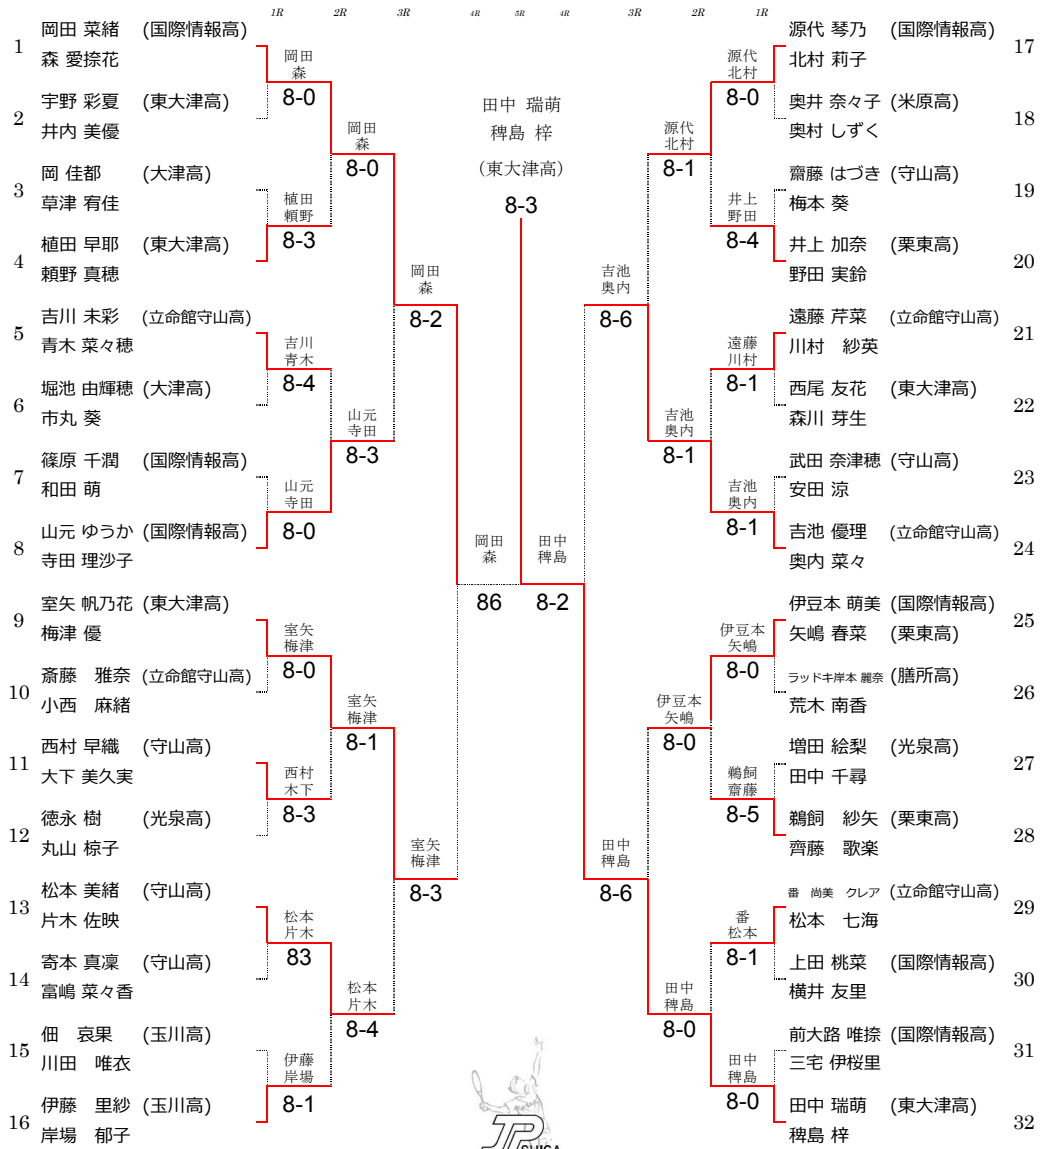 1R 2R 3R 4R 5R 4R 3R 2R 1R
1 岡田 菜緒 (国際情報高)
森 愛捺花
2 宇野 彩夏 (東大津高)
井内 美優
3 岡 佳都 (大津高)
草津 宥佳
4 植田 早耶 (東大津高)
頼野 真穂
5 吉川 未彩 (立命館守山高)
青木 菜々穂
6 堀池 由輝穂 (大津高)
市丸 葵
7 篠原 千潤 (国際情報高)
和田 萌
8 山元 ゆうか (国際情報高)
寺田 理沙子
9 室矢 帆乃花 (東大津高)
梅津 優
10 斎藤 雅奈 (立命館守山高)
小西 麻緒
11 西村 早織 (守山高)
大下 美久実
12 徳永 樹 (光泉高)
丸山 椋子
13 松本 美緒 (守山高)
片木 佐映
14 寄本 真凜 (守山高)
富嶋 菜々香
15 佃 哀果 (玉川高)
川田 唯衣
16 伊藤 里紗 (玉川高)
岸場 郁子
岡田
森
8-0
植田
頼野
8-3
吉川
青木
8-4
山元
寺田
8-0
室矢
梅津
8-0
西村
木下
8-3
松本
片木
83
伊藤
岸場
8-1
岡田
森
8-0
山元
寺田
8-3
室矢
梅津
8-1
松本
片木
8-4
岡田
森
8-2
室矢
梅津
8-3
岡田
森
86
田中 瑞萌
稗島 梓
(東大津高)
8-3
田中
稗島
8-2
吉池
奥内
8-6
田中
稗島
8-6
源代
北村
8-1
吉池
奥内
8-1
伊豆本
矢嶋
8-0
田中
稗島
8-0
源代
北村
8-0
井上
野田
8-4
遠藤
川村
8-1
吉池
奥内
8-1
伊豆本
矢嶋
8-0
鵜飼
齋藤
8-5
番
松本
8-1
田中
稗島
8-0
源代 琴乃 (国際情報高) 17
北村 莉子
奥井 奈々子 (米原高) 18
奥村 しずく
齋藤 はづき (守山高) 19
梅本 葵
井上 加奈 (栗東高) 20
野田 実鈴
遠藤 芹菜 (立命館守山高) 21
川村 紗英
西尾 友花 (東大津高) 22
森川 芽生
武田 奈津穂 (守山高) 23
安田 涼
吉池 優理 (立命館守山高) 24
奥内 菜々
伊豆本 萌美 (国際情報高) 25
矢嶋 春菜 (栗東高)
ラッドキ岸本 麗奈 (膳所高) 26
荒木 南香
増田 絵梨 (光泉高) 27
田中 千尋
鵜飼 紗矢 (栗東高) 28
齊藤 歌楽
番 尚美 クレア (立命館守山高) 29
松本 七海
上田 桃菜 (国際情報高) 30
横井 友里
前大路 唯捺 (国際情報高) 31
三宅 伊桜里
田中 瑞萌 (東大津高) 32
稗島 梓